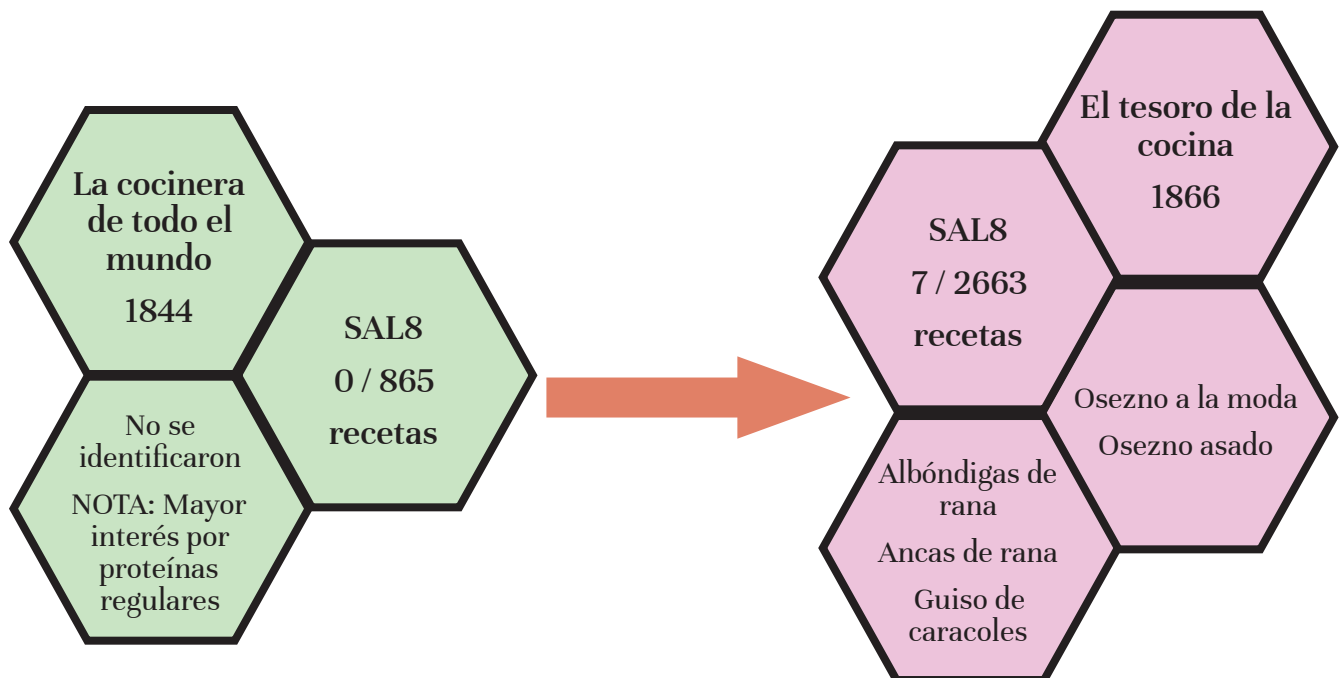 La cocinera
de todo el
mundo
1844
SAL8
0 / 865
recetas
No se
identificaron
NOTA: Mayor
interés por
proteínas
regulares
El tesoro de la
cocina
1866
SAL8
7 / 2663
recetas
Osezno a la moda
Osezno asado
Albóndigas de
rana
Ancas de rana
Guiso de
caracoles